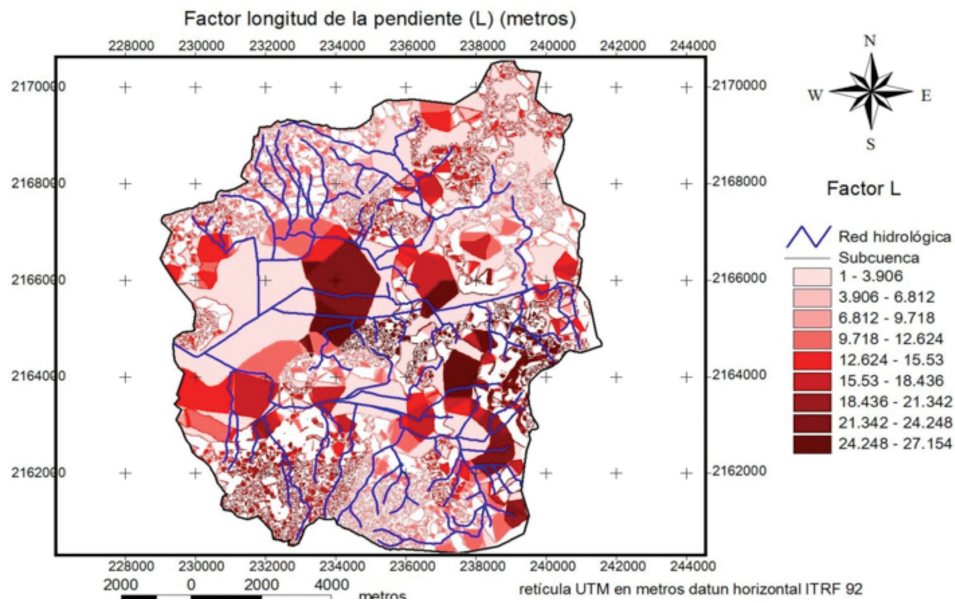 Factor longitud de la pendiente (L) (metros)
228000 230000 232000 234000 236000 238000 240000 242000 244000
N
W E
S
2170000 2170000
2168000 2168000
2166000 2166000
2164000 2164000
2162000 2162000
Factor L
Red hidrológica
Subcuenca
1 - 3.906
3.906 - 6.812
6.812 - 9.718
9.718 - 12.624
12.624 - 15.53
15.53 - 18.436
18.436 - 21.342
21.342 - 24.248
24.248 - 27.154
228000 230000 232000 234000 236000 238000 240000 242000 244000
2000 0 2000 4000
metros
retícula UTM en metros datun horizontal ITRF 92